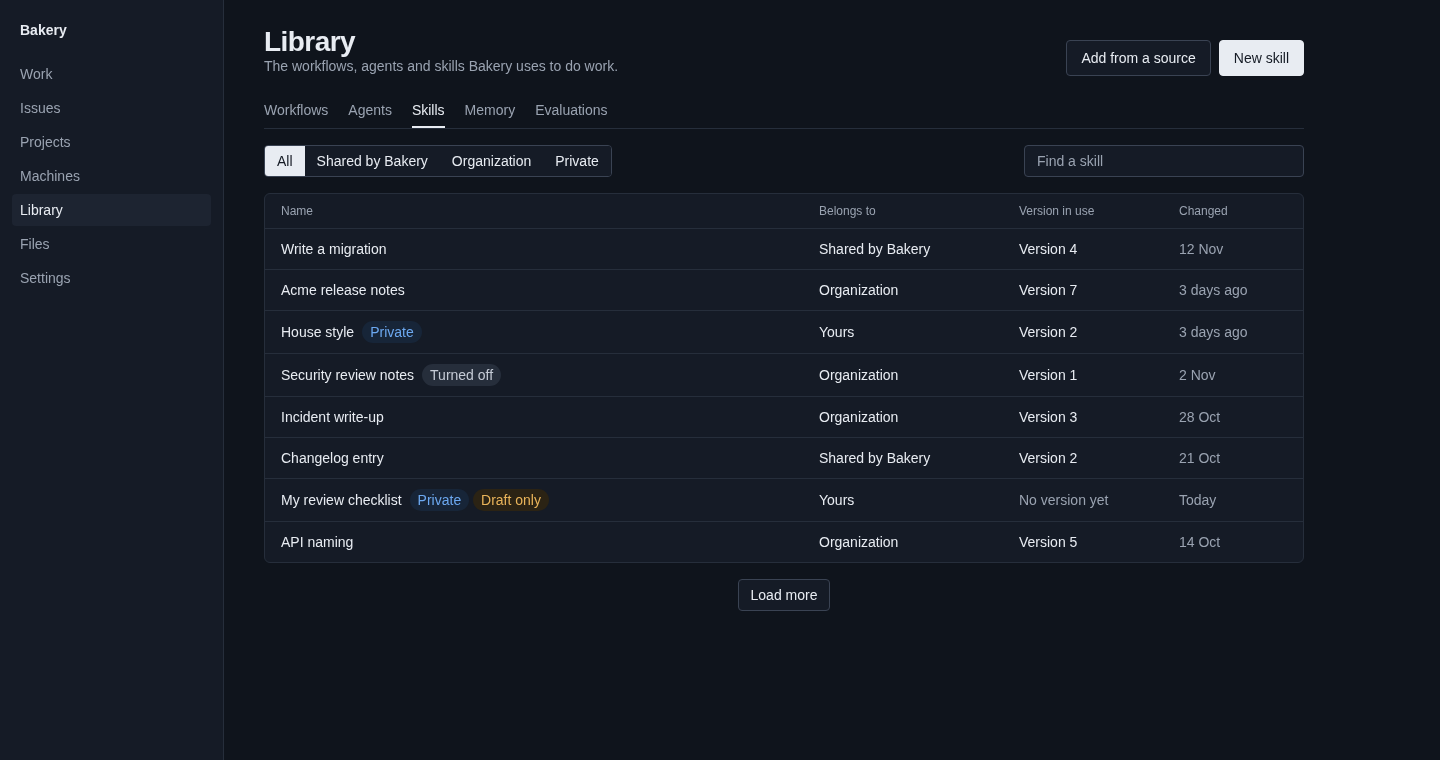 Bakery
Work
Issues
Projects
Machines
Library
Files
Settings
Library
The workflows, agents and skills Bakery uses to do work.
Add from a source
New skill
Workflows Agents Skills Memory Evaluations
All Shared by Bakery Organization Private
Find a skill
Name Belongs to Version in use Changed
Write a migration Shared by Bakery Version 4 12 Nov
Acme release notes Organization Version 7 3 days ago
House style Private Yours Version 2 3 days ago
Security review notes Turned off Organization Version 1 2 Nov
Incident write-up Organization Version 3 28 Oct
Changelog entry Shared by Bakery Version 2 21 Oct
My review checklist Private Draft only Yours No version yet Today
API naming Organization Version 5 14 Oct
Load more